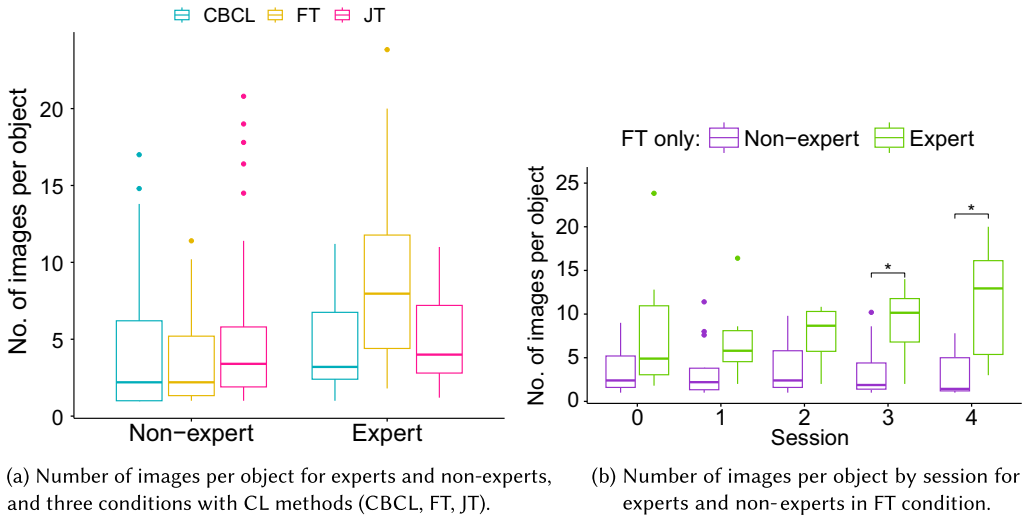 CBCL FT JT
No. of images per object
20
15
10
5
0
Non−expert Expert
(a) Number of images per object for experts and non-experts,
and three conditions with CL methods (CBCL, FT, JT).
FT only: Non−expert Expert
No. of images per object
25
20
15
10
5
0
*
*
0 1 2 3 4
Session
(b) Number of images per object by session for
experts and non-experts in FT condition.